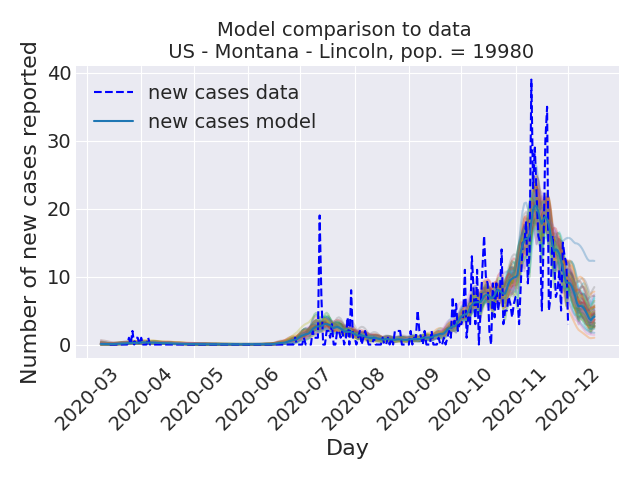 Model comparison to data
US - Montana - Lincoln, pop. = 19980
Number of new cases reported
40
30
20
10
0
new cases data
new cases model
2020-03
2020-04
2020-05
2020-06
2020-07
2020-08
2020-09
2020-10
2020-11
2020-12
Day